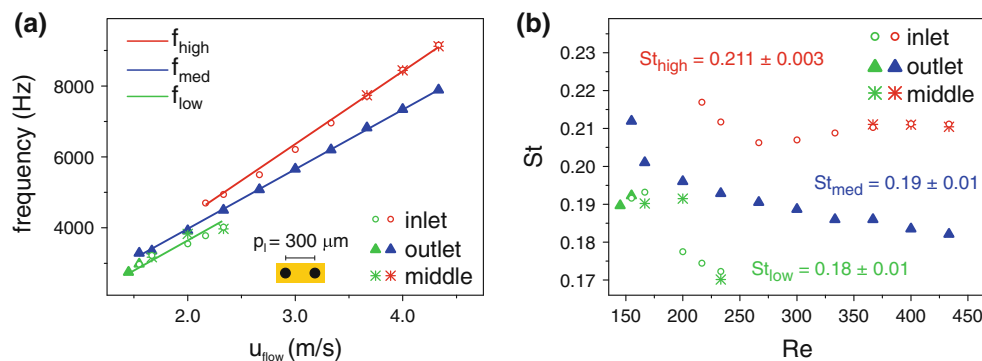 (a)
f_high
f_med
f_low
frequency (Hz)
8000
6000
4000
2.0
3.0
4.0
u_flow (m/s)
p_l = 300 μm
inlet
outlet
middle
(b)
St
0.23
0.22
0.21
0.20
0.19
0.18
0.17
150
200
250
300
350
400
450
Re
St_high = 0.211 ± 0.003
inlet
outlet
middle
St_med = 0.19 ± 0.01
St_low = 0.18 ± 0.01